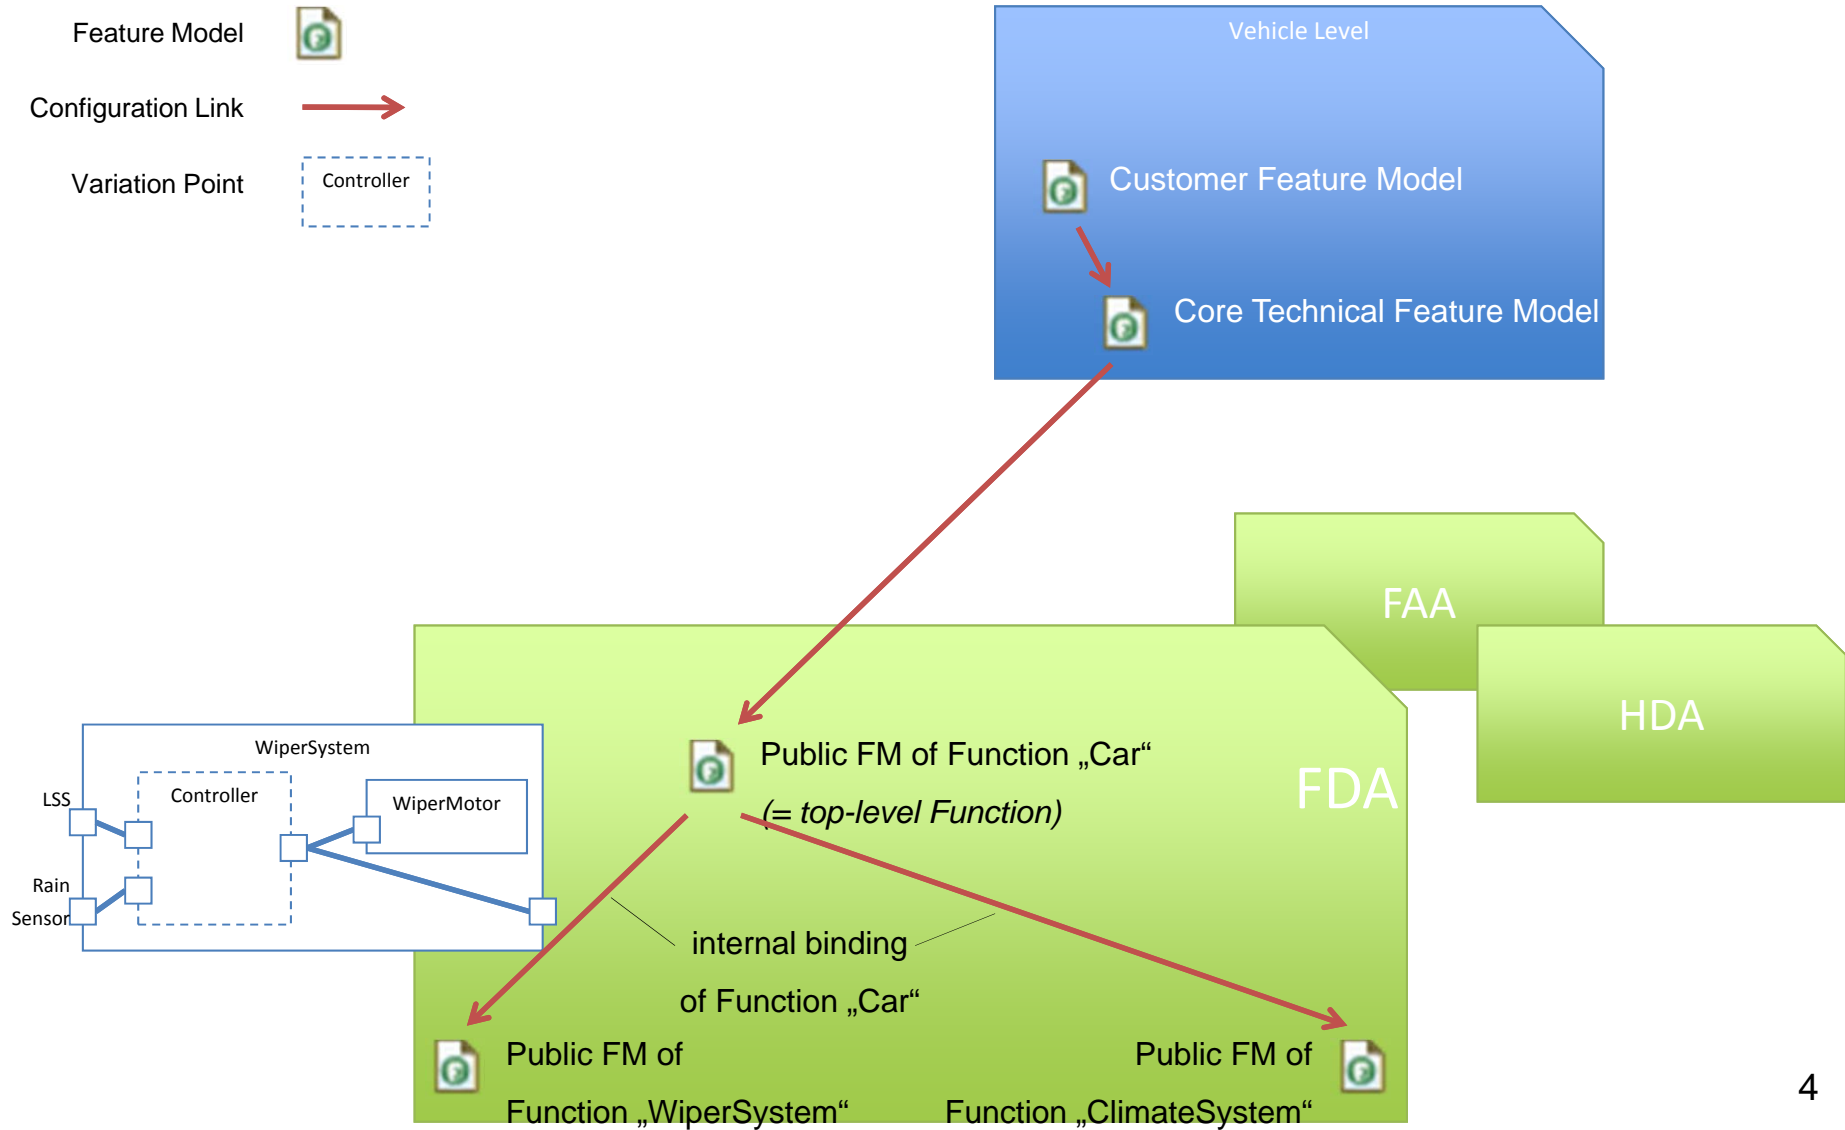 Feature Model
Configuration Link
Variation Point
Controller
Vehicle Level
Customer Feature Model
Core Technical Feature Model
FAA
HDA
FDA
Public FM of Function „Car“
(= top-level Function)
WiperSystem
Controller
WiperMotor
LSS
Rain
Sensor
internal binding
of Function „Car“
Public FM of
Function „WiperSystem“
Public FM of
Function „ClimateSystem“
4